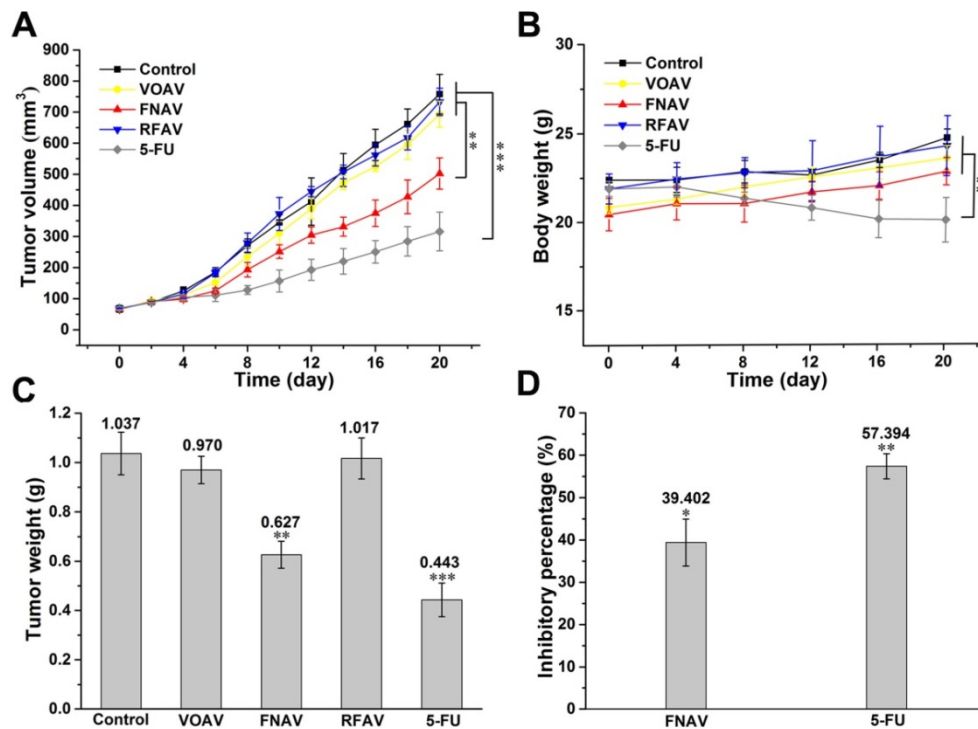 A
Tumor volume (mm³)
900
800
700
600
500
400
300
200
100
0
Control
VOAV
FNAV
RFAV
5-FU
**
***
0 4 8 12 16 20
Time (day)
B
Body weight (g)
30
25
20
15
Control
VOAV
FNAV
RFAV
5-FU
0 4 8 12 16 20
Time (day)
C
Tumor weight (g)
1.2
1.0
0.8
0.6
0.4
0.2
0.0
1.037
0.970
0.627
**
1.017
0.443
***
Control VOAV FNAV RFAV 5-FU
D
Inhibitory percentage (%)
70
60
50
40
30
20
10
0
39.402
*
57.394
**
FNAV 5-FU